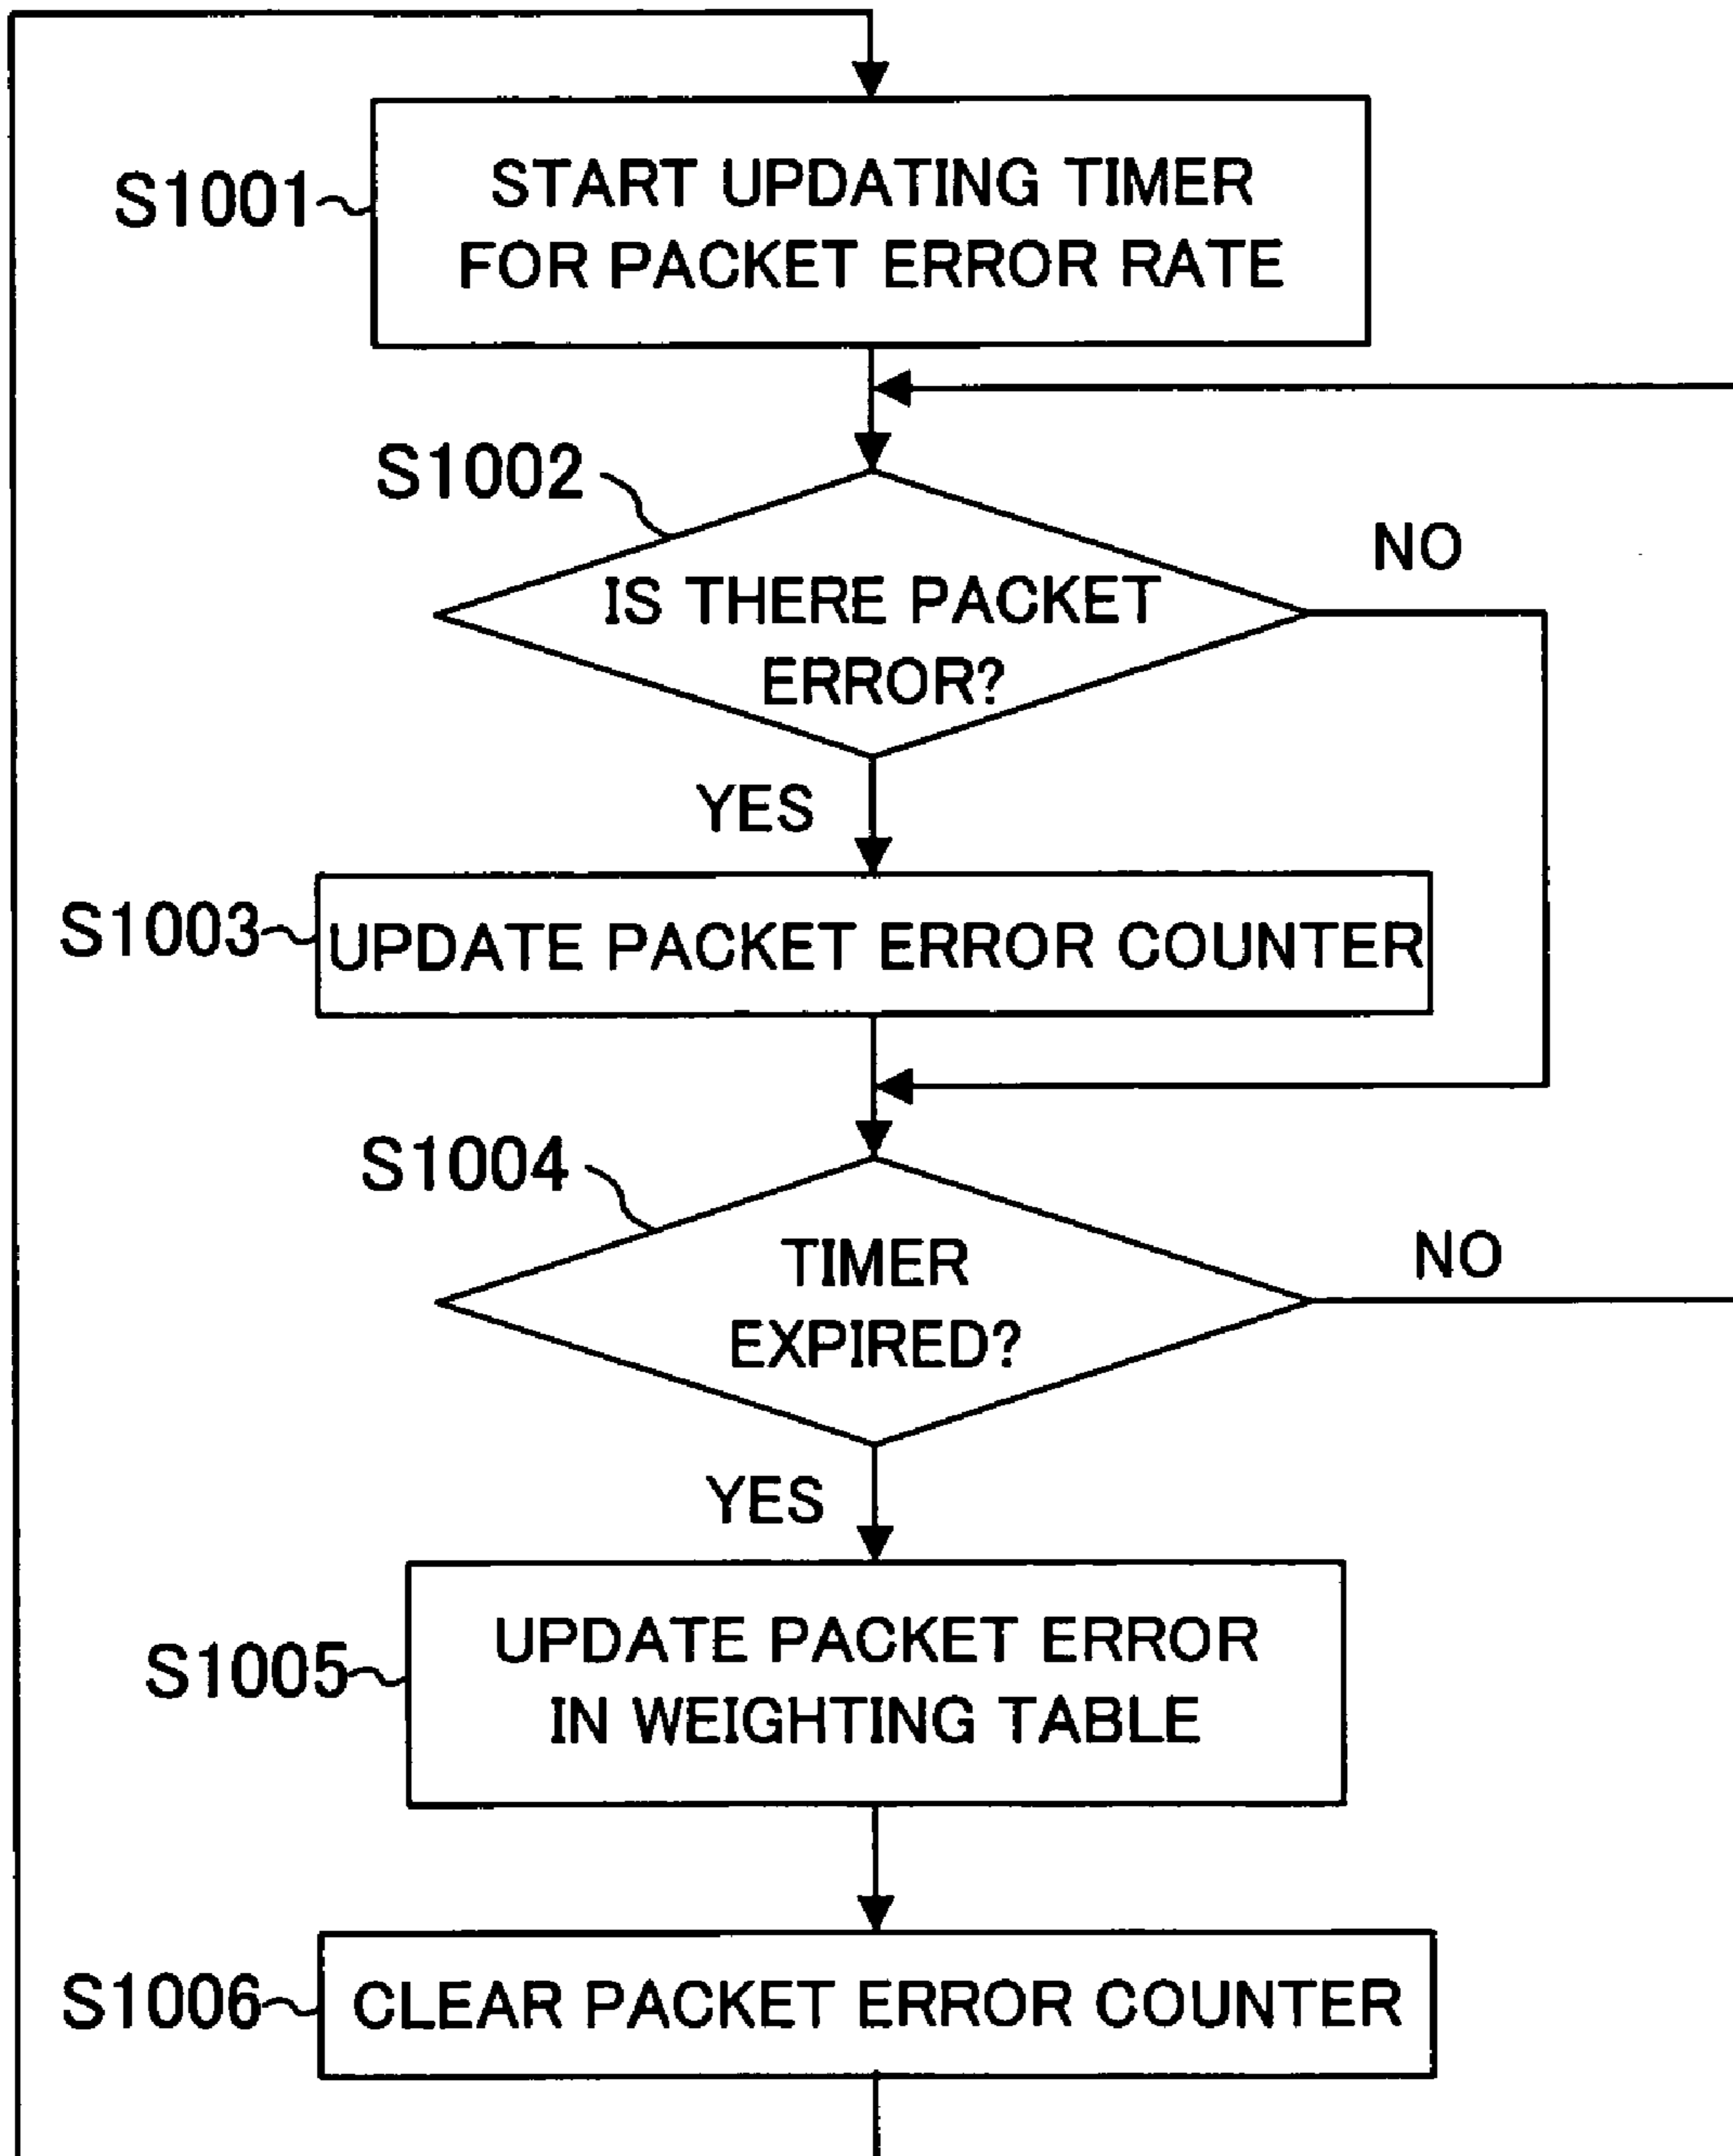 S1001
START UPDATING TIMER
FOR PACKET ERROR RATE
S1002
NO
IS THERE PACKET
ERROR?
YES
S1003
UPDATE PACKET ERROR COUNTER
S1004
NO
TIMER
EXPIRED?
YES
S1005
UPDATE PACKET ERROR
IN WEIGHTING TABLE
S1006
CLEAR PACKET ERROR COUNTER